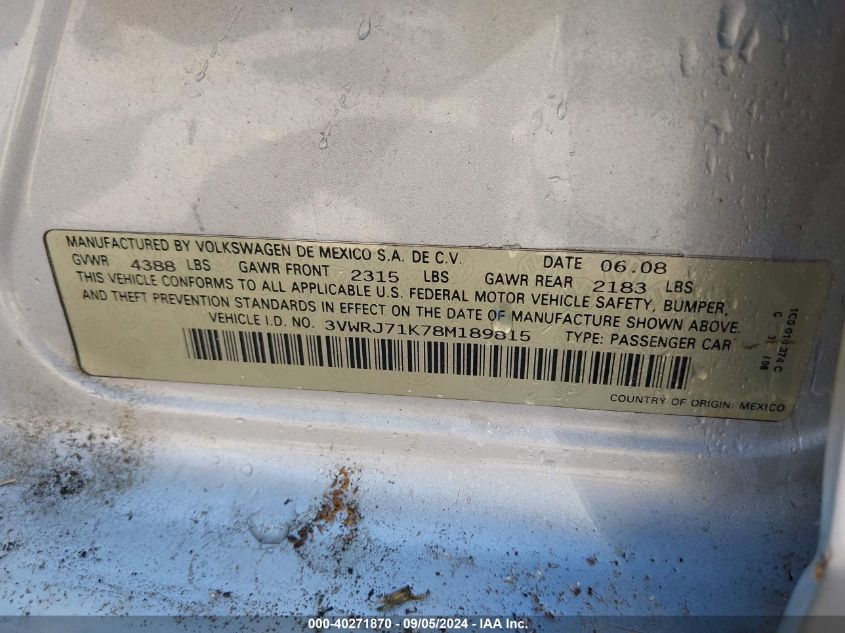 MANUFACTURED BY VOLKSWAGEN DE MEXICO S.A. DE C.V. DATE 06.08
GVWR 4388 LBS GAWR FRONT 2315 LBS GAWR REAR 2183 LBS
THIS VEHICLE CONFORMS TO ALL APPLICABLE U.S. FEDERAL MOTOR VEHICLE SAFETY, BUMPER,
AND THEFT PREVENTION STANDARDS IN EFFECT ON THE DATE OF MANUFACTURE SHOWN ABOVE.
VEHICLE I.D. NO. 3VWRJ71K78M189815 TYPE: PASSENGER CAR
COUNTRY OF ORIGIN: MEXICO
000-40271870 - 09/05/2024 - IAA Inc.